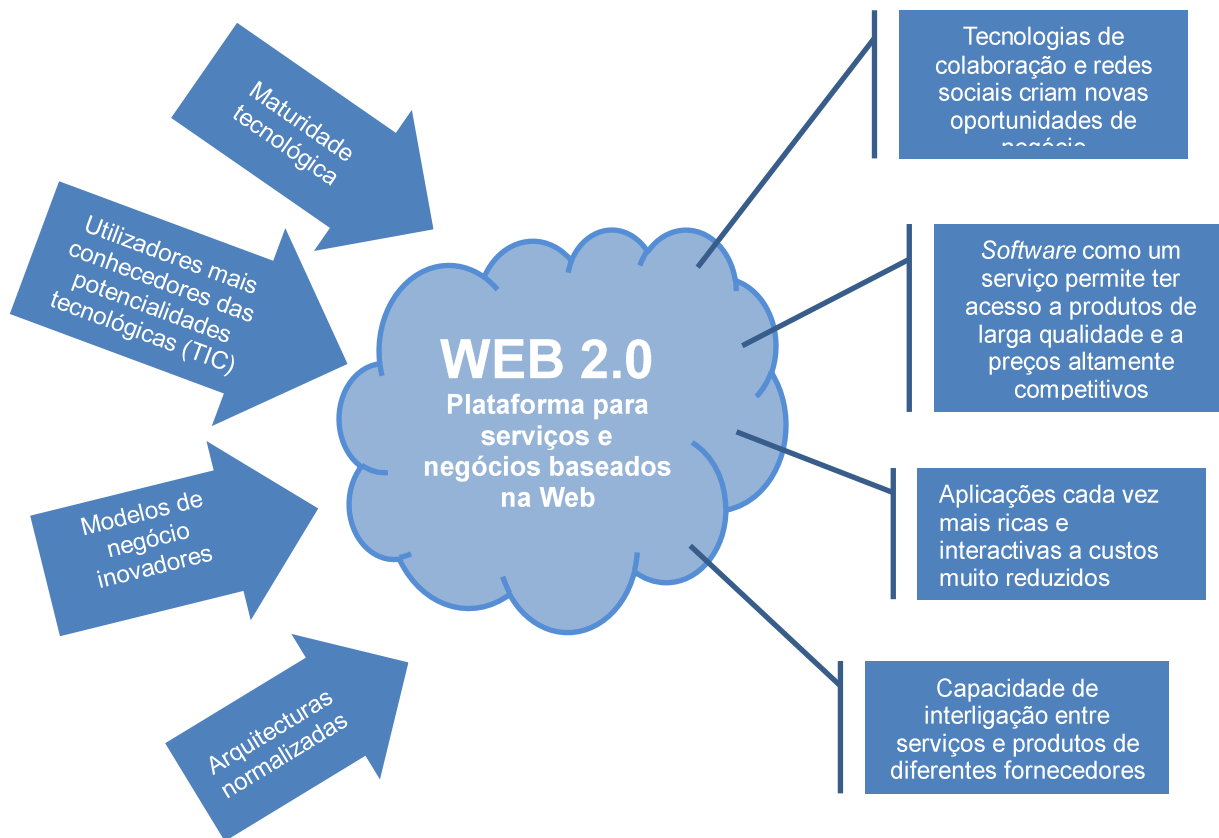 Maturidade
tecnológica
Utilizadores mais
conhecedores das
potencialidades
tecnológicas (TIC)
Modelos de
negócio
inovadores
Arquitecturas
normalizadas
WEB 2.0
Plataforma para
serviços e
negócios baseados
na Web
Tecnologias de
colaboração e redes
sociais criam novas
oportunidades de
negócio
Software como um
serviço permite ter
acesso a produtos de
larga qualidade e a
preços altamente
competitivos
Aplicações cada vez
mais ricas e
interactivas a custos
muito reduzidos
Capacidade de
interligação entre
serviços e produtos de
diferentes fornecedores